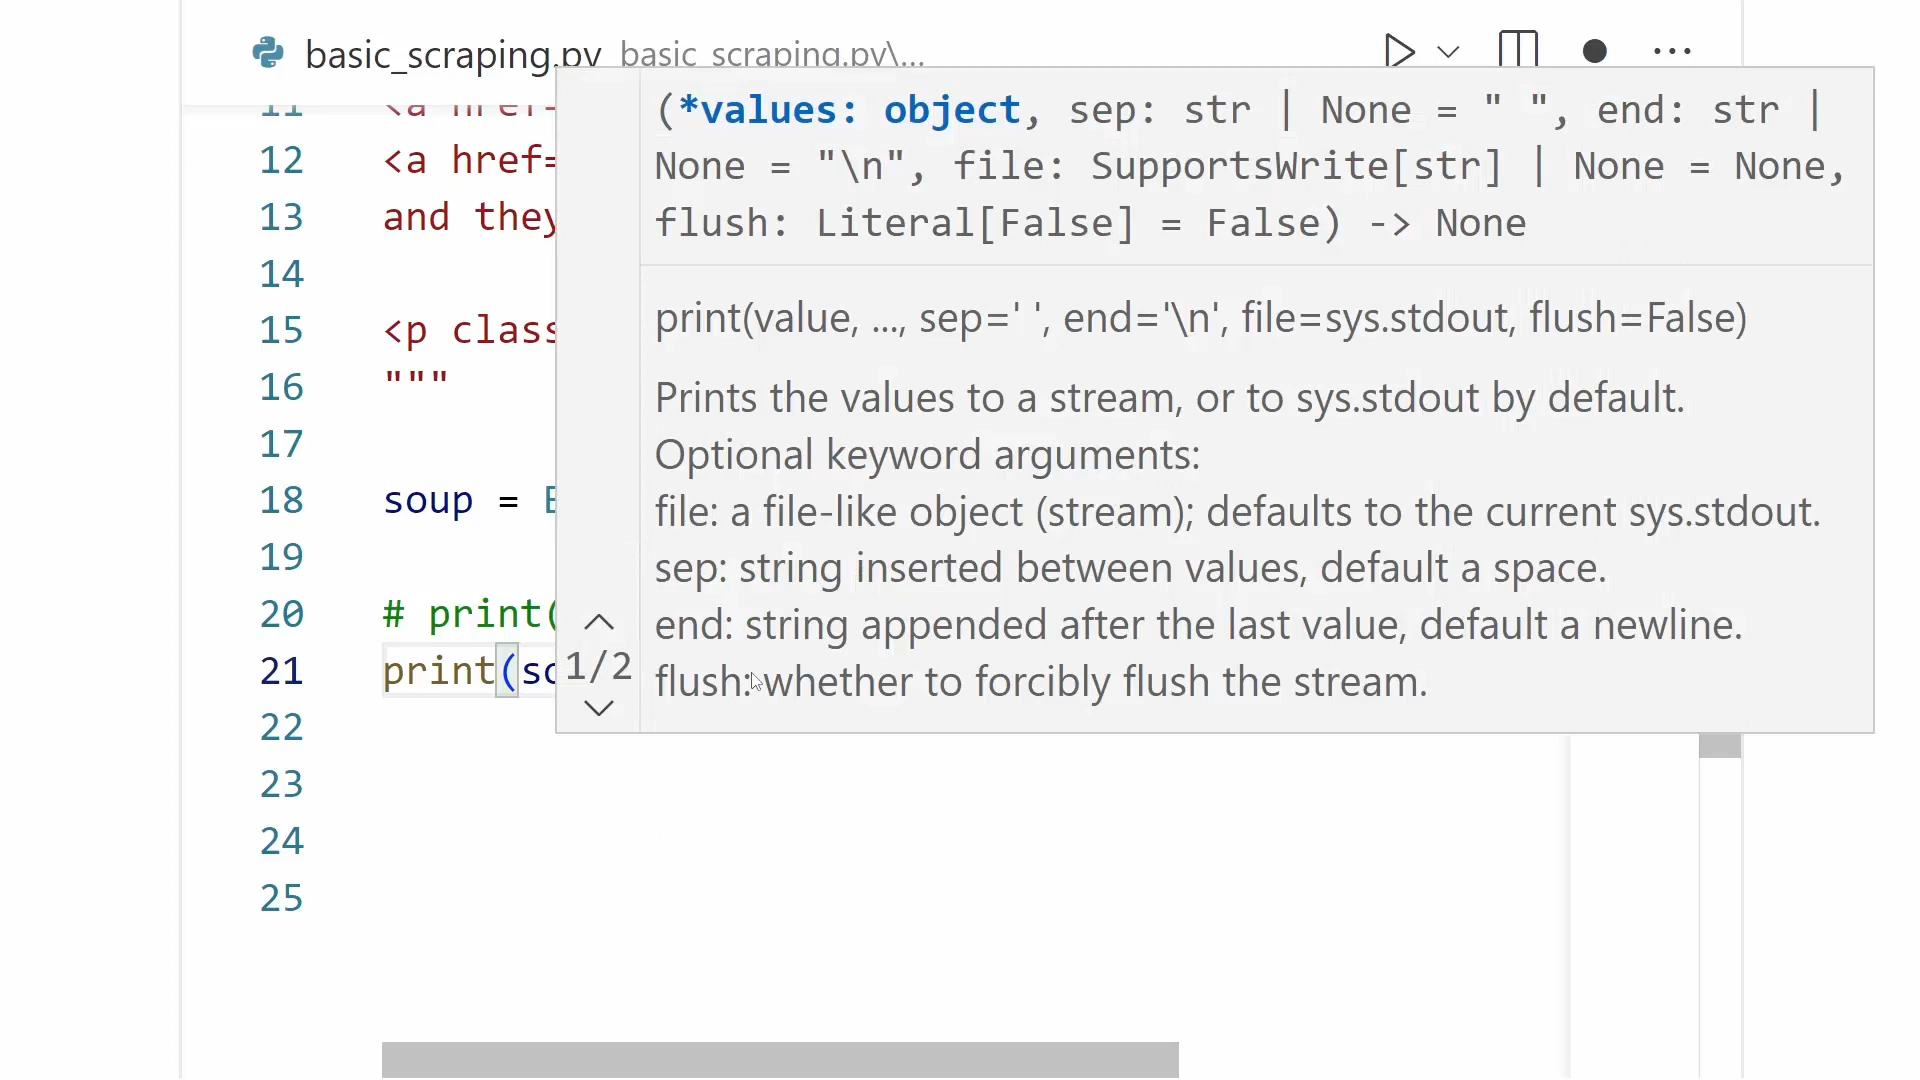 basic_scraping.py basic_scraping.py\...
(*values: object, sep: str | None = " ", end: str |
None = "\n", file: SupportsWrite[str] | None = None,
flush: Literal[False] = False) -> None
11 <a href=
12 <a href=
13 and they
14
15 <p class
16 """
17
18 soup =
19
20 # print(
21 print(so
22
23
24
25
1/2
print(value, ..., sep=' ', end='\n', file=sys.stdout, flush=False)
Prints the values to a stream, or to sys.stdout by default.
Optional keyword arguments:
file: a file-like object (stream); defaults to the current sys.stdout.
sep: string inserted between values, default a space.
end: string appended after the last value, default a newline.
flush: whether to forcibly flush the stream.